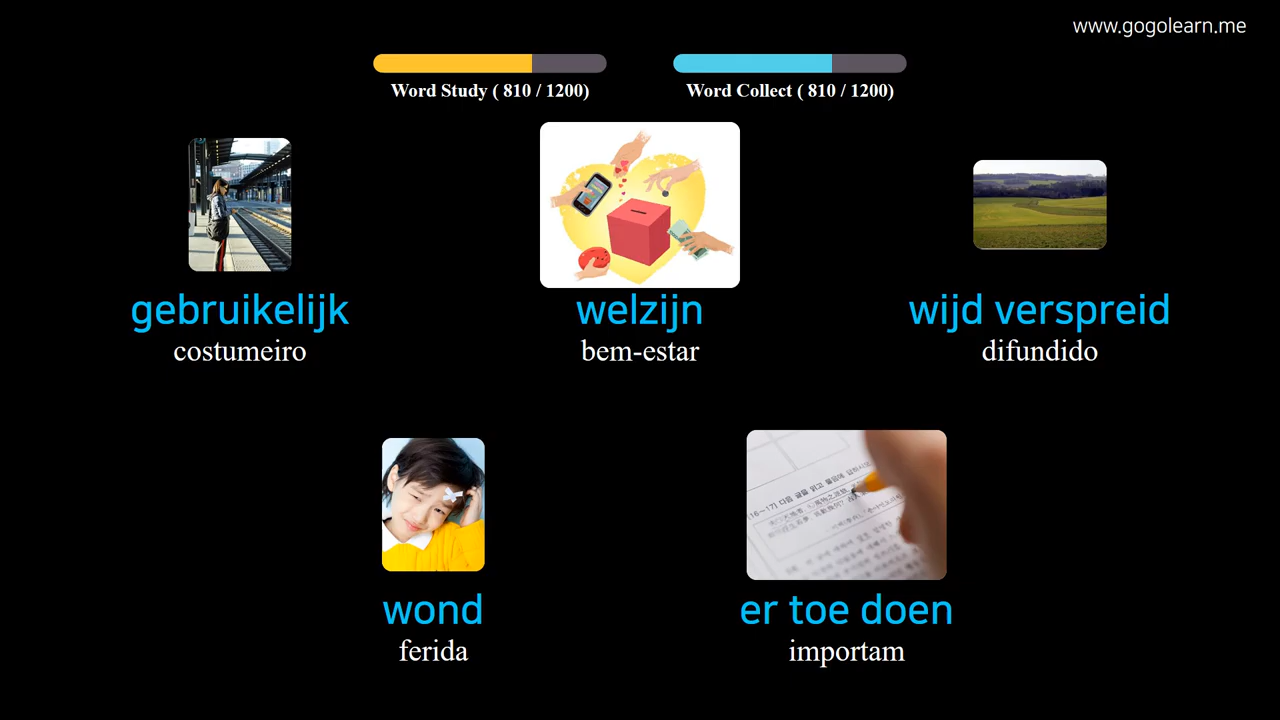 www.gogolearn.me
Word Study ( 810 / 1200)
Word Collect ( 810 / 1200)
gebruikelijk
costumeiro
welzijn
bem-estar
wijd verspreid
difundido
wond
ferida
er toe doen
importam